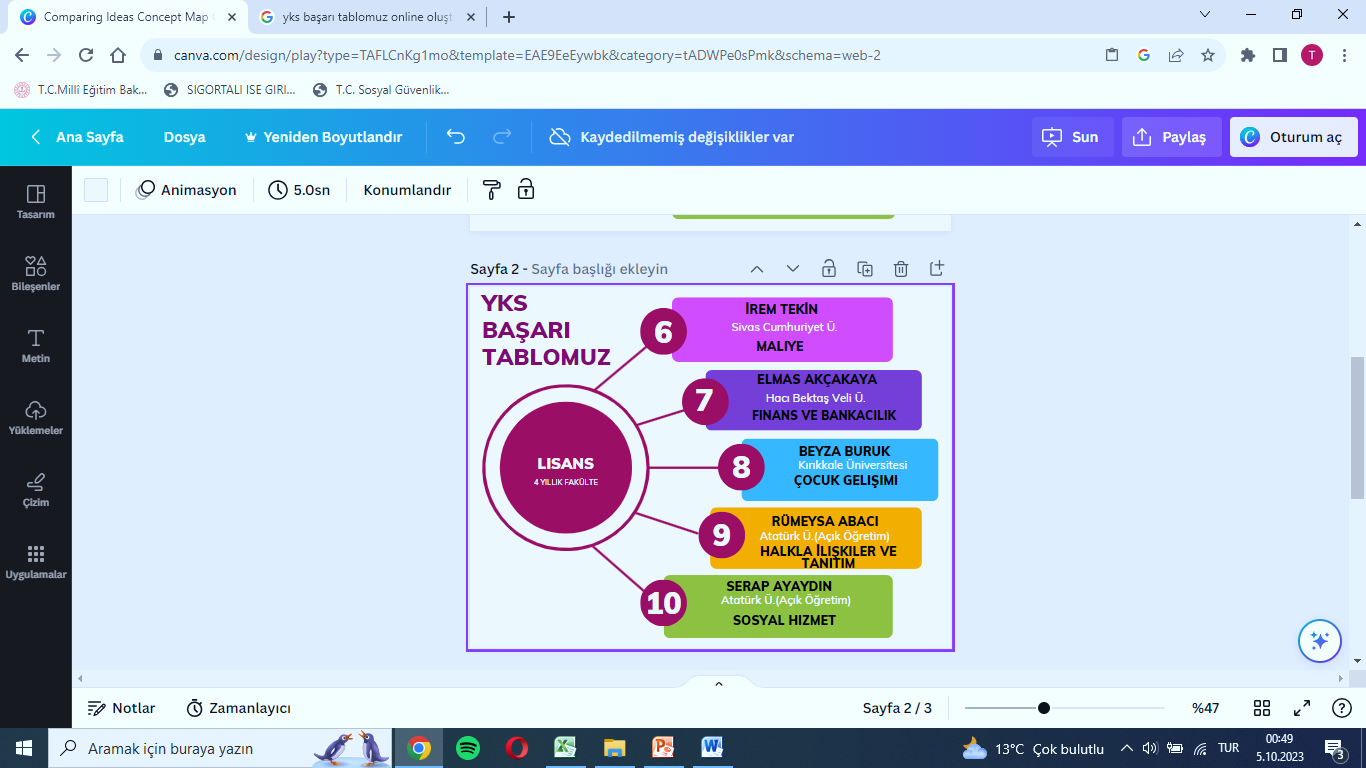 Comparing Ideas Concept Map
yks başarı tablomuz online oluşt
canva.com/design/play?type=TAFLCnKg1mo&template=EAE9EeEywbk&category=tADWPe0sPmk&schema=web-2
T
T.C.Millî Eğitim Bak...
SIGORTALI ISE GIRI...
T.C. Sosyal Güvenlik...
Ana Sayfa
Dosya
Yeniden Boyutlandır
Kaydedilmemiş değişiklikler var
Sun
Paylaş
Oturum aç
Animasyon
5.0sn
Konumlandır
Tasarım
Bileşenler
Metin
Yüklemeler
Çizim
Uygulamalar
Sayfa 2 - Sayfa başlığı ekleyin
YKS
BAŞARI
TABLOMUZ
LISANS
4 YILLIK FAKÜLTE
6
İREM TEKİN
Sivas Cumhuriyet Ü.
MALIYE
7
ELMAS AKÇAKAYA
Hacı Bektaş Veli Ü.
FINANS VE BANKACILIK
8
BEYZA BURUK
Kırıkkale Üniversitesi
ÇOCUK GELIŞIMI
9
RÜMEYSA ABACI
Atatürk Ü.(Açık Öğretim)
HALKLA İLIŞKILER VE
TANITIM
10
SERAP AYAYDIN
Atatürk Ü.(Açık Öğretim)
SOSYAL HIZMET
Notlar
Zamanlayıcı
Sayfa 2 / 3
%47
Aramak için buraya yazın
13°C Çok bulutlu
TUR
00:49
5.10.2023
3